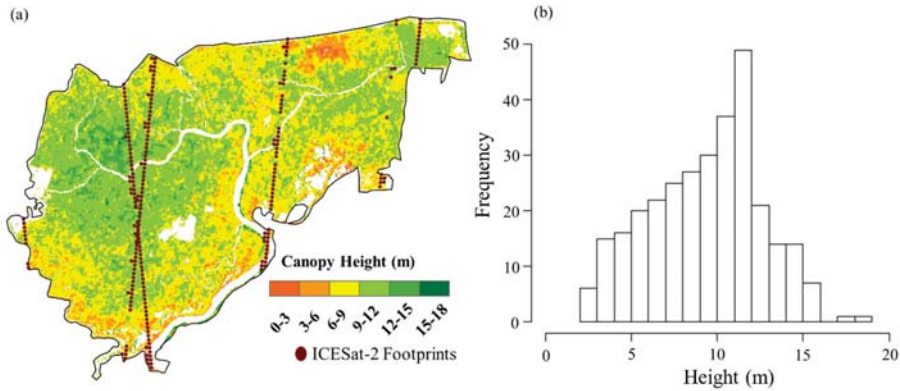 (a)
Canopy Height (m)
0-3 3-6 6-9 9-12 12-15 15-18
ICESat-2 Footprints
(b)
50
40
30
20
10
0
Frequency
0 5 10 15 20
Height (m)